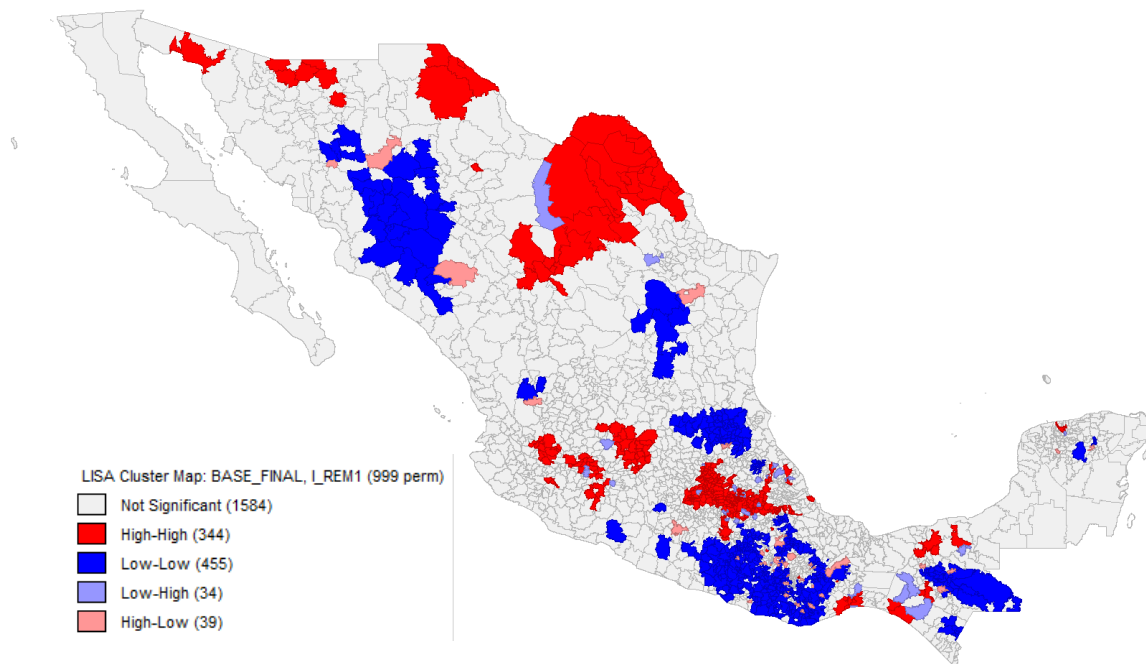 LISA Cluster Map: BASE_FINAL, I_REM1 (999 perm)
Not Significant (1584)
High-High (344)
Low-Low (455)
Low-High (34)
High-Low (39)